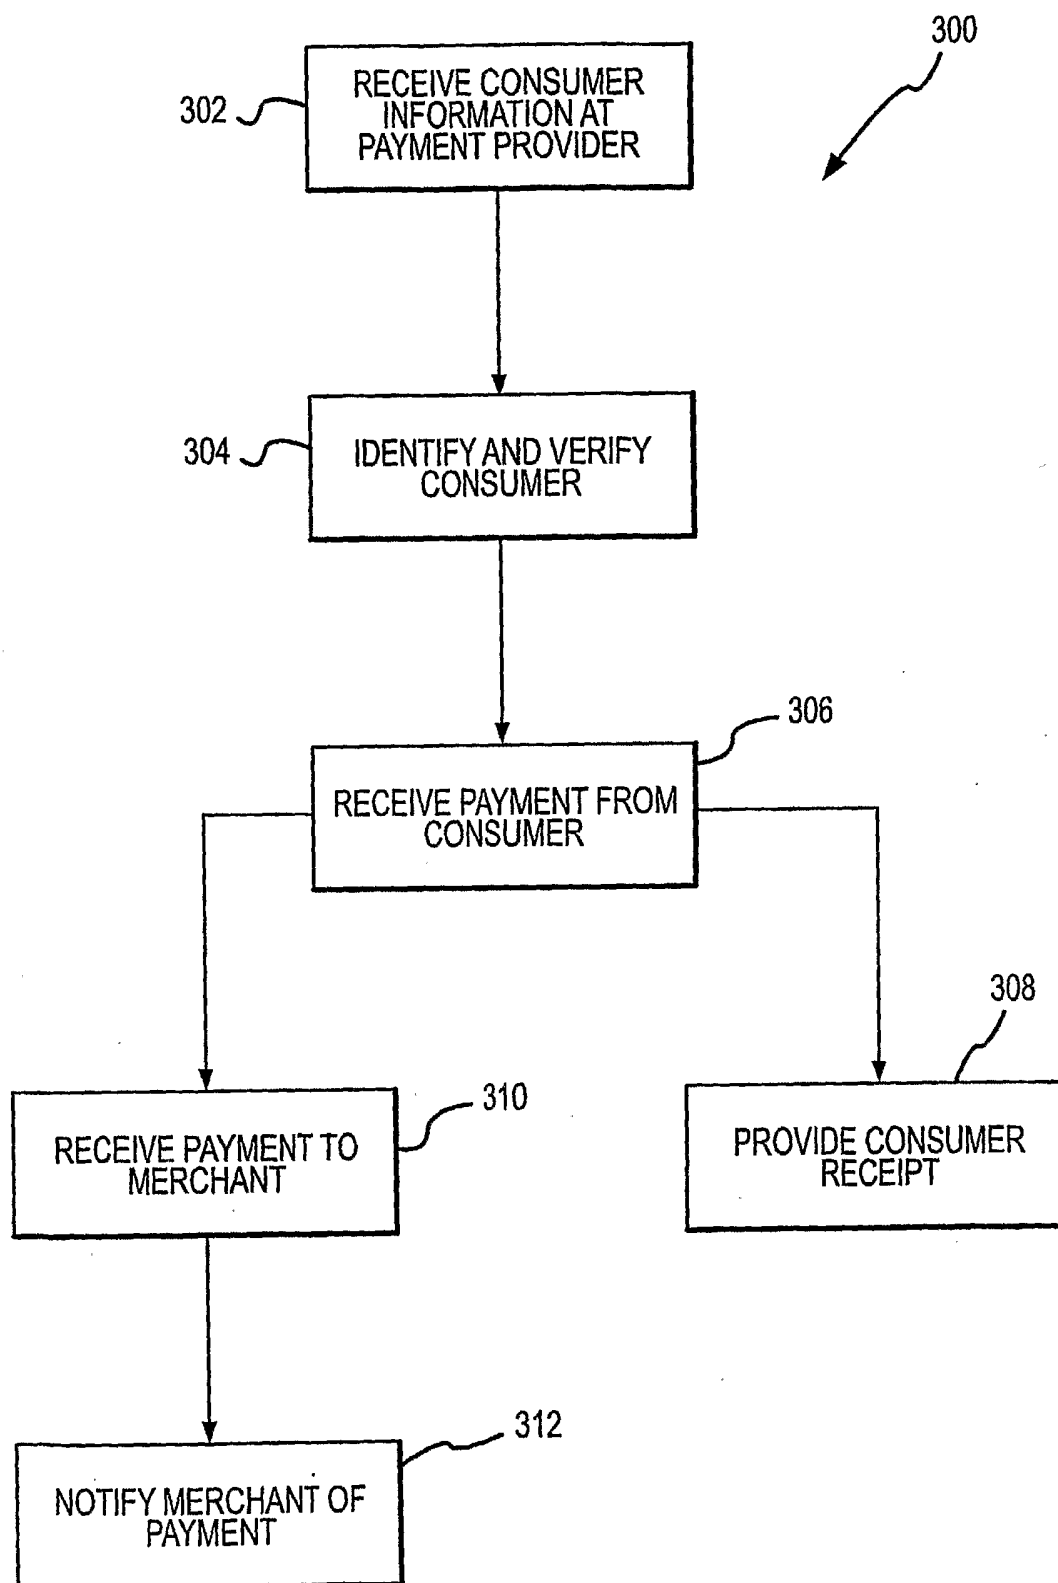 300
302
RECEIVE CONSUMER
INFORMATION AT
PAYMENT PROVIDER
304
IDENTIFY AND VERIFY
CONSUMER
306
RECEIVE PAYMENT FROM
CONSUMER
308
PROVIDE CONSUMER
RECEIPT
310
RECEIVE PAYMENT TO
MERCHANT
312
NOTIFY MERCHANT OF
PAYMENT